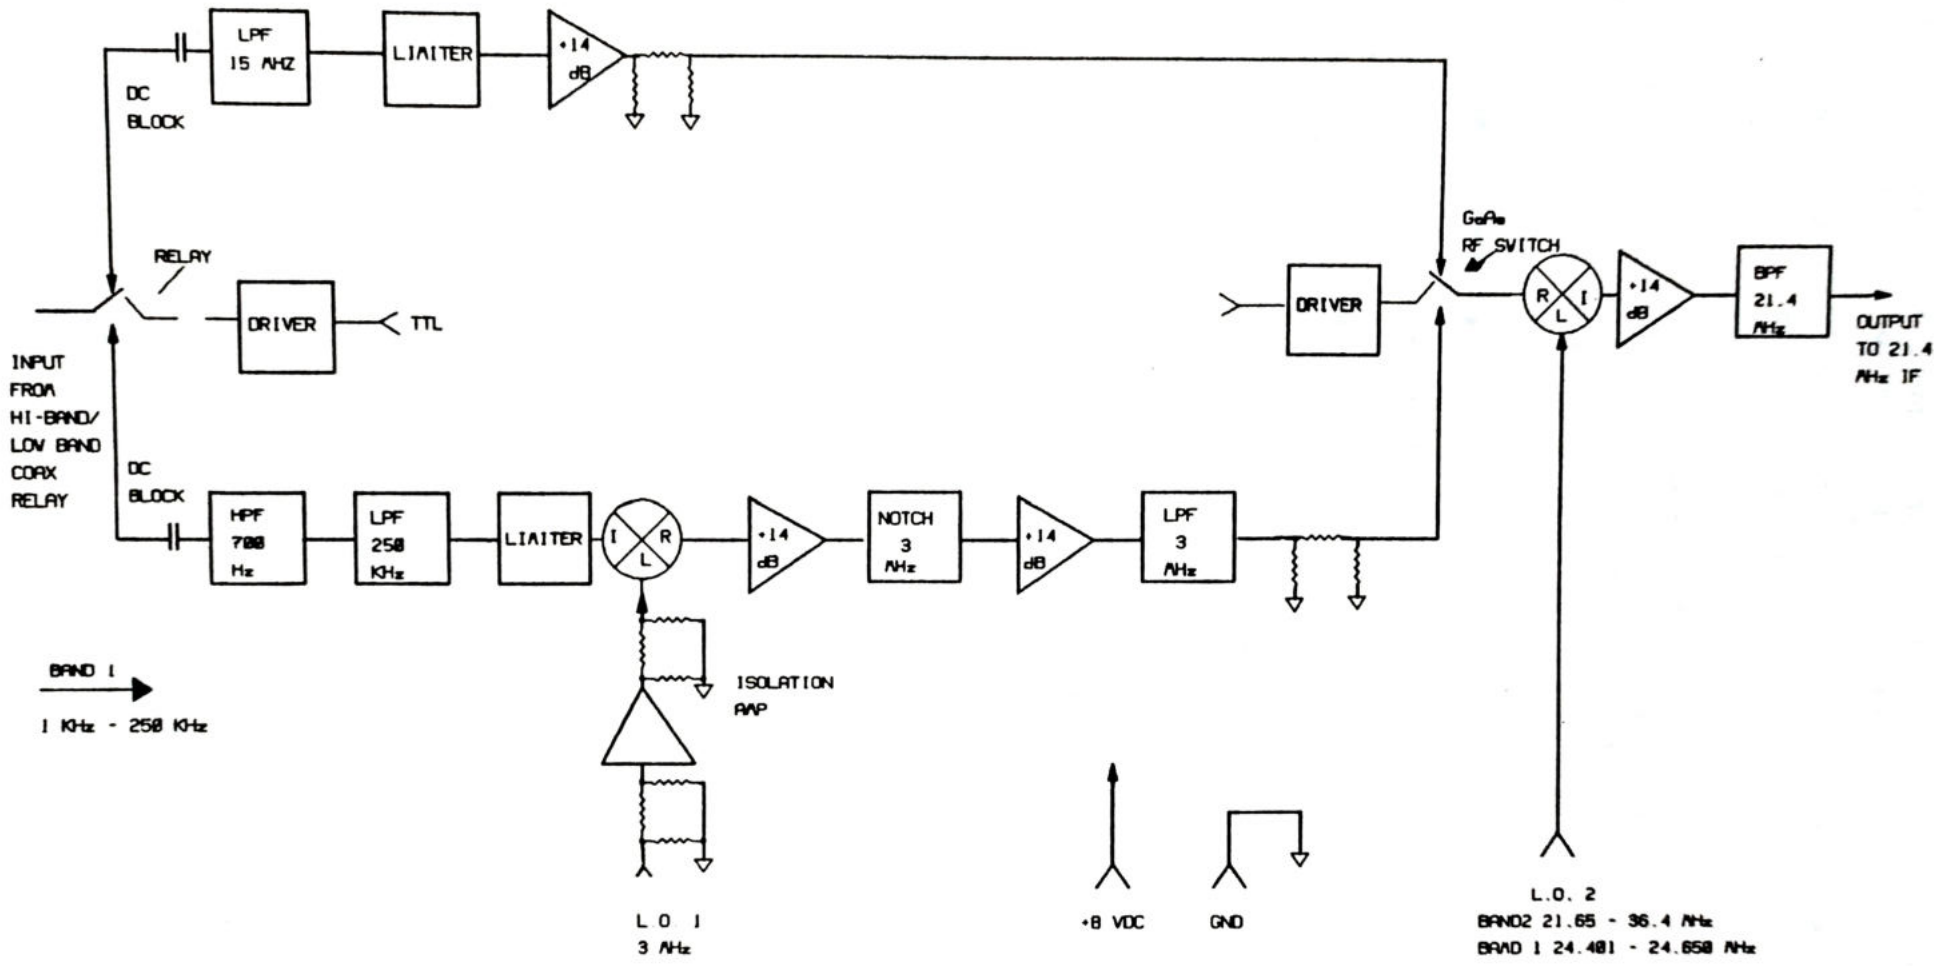 LPF
15 MHZ
LIMITER
+14
dB
DC
BLOCK
RELAY
DRIVER
TTL
INPUT
FROM
HI-BAND/
LOW BAND
COAX
RELAY
DC
BLOCK
HPF
700
Hz
LPF
250
KHz
LIMITER
I
R
L
+14
dB
NOTCH
3
MHz
+14
dB
LPF
3
MHz
DRIVER
GaAs
RF SWITCH
R
I
L
+14
dB
BPF
21.4
MHz
OUTPUT
TO 21.4
MHz IF
BAND 1
1 KHz - 250 KHz
ISOLATION
AMP
L.O. 1
3 MHz
+8 VDC
GND
L.O. 2
BAND2 21.65 - 36.4 MHz
BAND 1 24.401 - 24.650 MHz